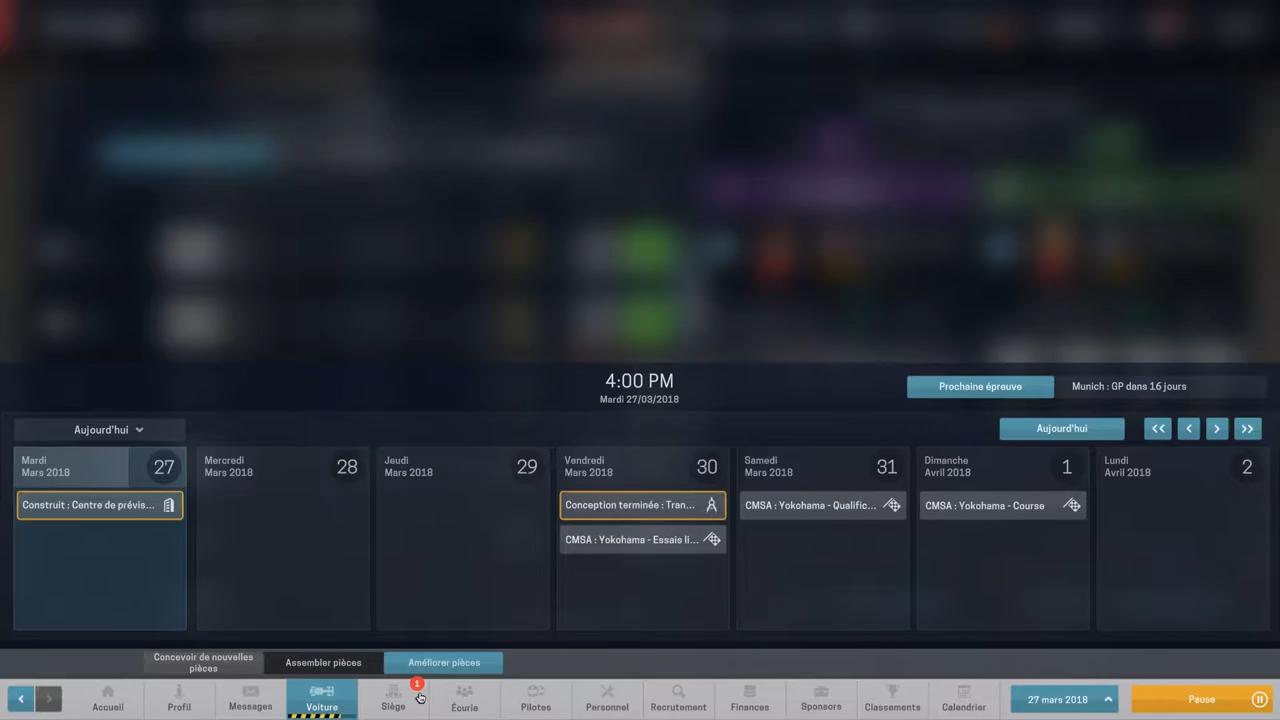 4:00 PM
Mardi 27/03/2018
Prochaine épreuve
Munich : GP dans 16 jours
Aujourd'hui
Aujourd'hui
<<
<
>
>>
Mardi
Mars 2018
27
Mercredi
Mars 2018
28
Jeudi
Mars 2018
29
Vendredi
Mars 2018
30
Samedi
Mars 2018
31
Dimanche
Avril 2018
1
Lundi
Avril 2018
2
Construit : Centre de prévis...
Conception terminée : Tran...
CMSA : Yokohama - Qualific...
CMSA : Yokohama - Course
CMSA : Yokohama - Essais li...
Concevoir de nouvelles
pièces
Assembler pièces
Améliorer pièces
1
Accueil
Profil
Messages
Voiture
Siège
Écurie
Pilotes
Personnel
Recrutement
Finances
Sponsors
Classements
Calendrier
27 mars 2018
Pause